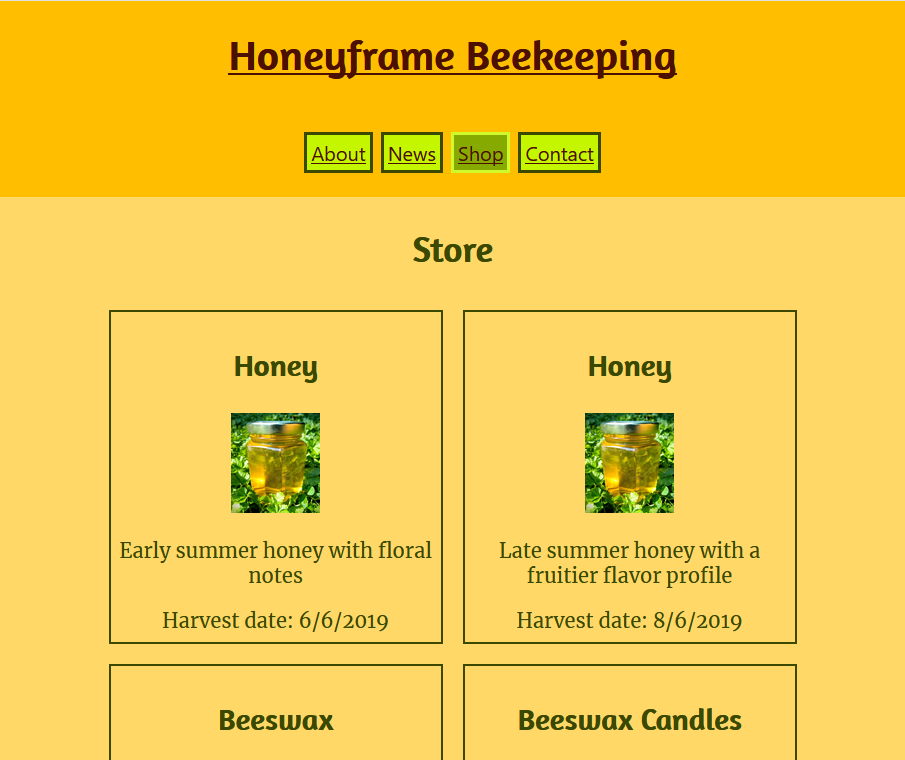 Honeyframe Beekeeping
About News Shop Contact
Store
Honey
Early summer honey with floral
notes
Harvest date: 6/6/2019
Honey
Late summer honey with a
fruitier flavor profile
Harvest date: 8/6/2019
Beeswax
Beeswax Candles